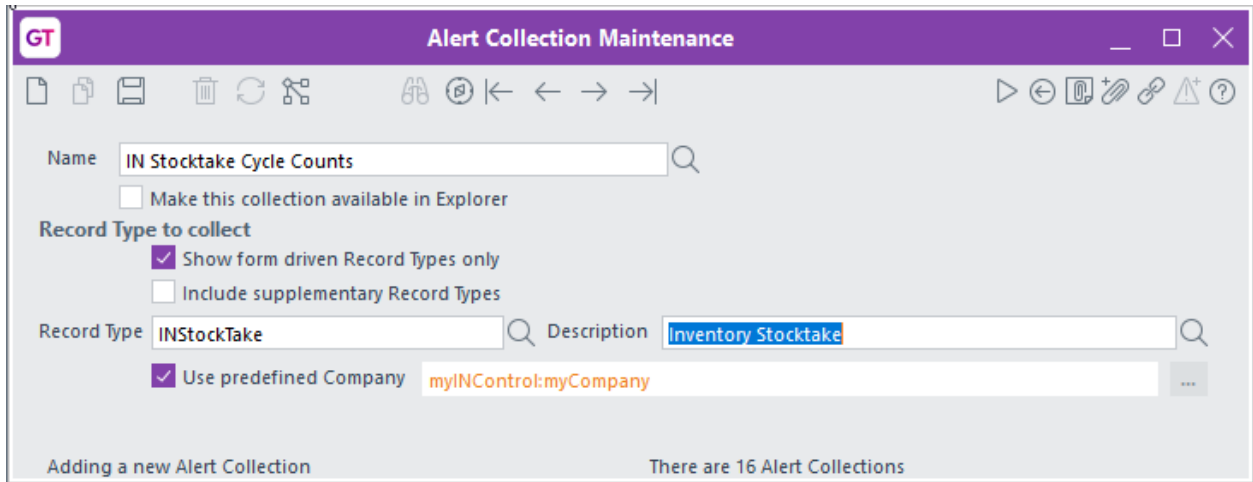 GT Alert Collection Maintenance
Name IN Stocktake Cycle Counts
Make this collection available in Explorer
Record Type to collect
Show form driven Record Types only
Include supplementary Record Types
Record Type INStockTake Description Inventory Stocktake
Use predefined Company myINControl:myCompany ...
Adding a new Alert Collection There are 16 Alert Collections